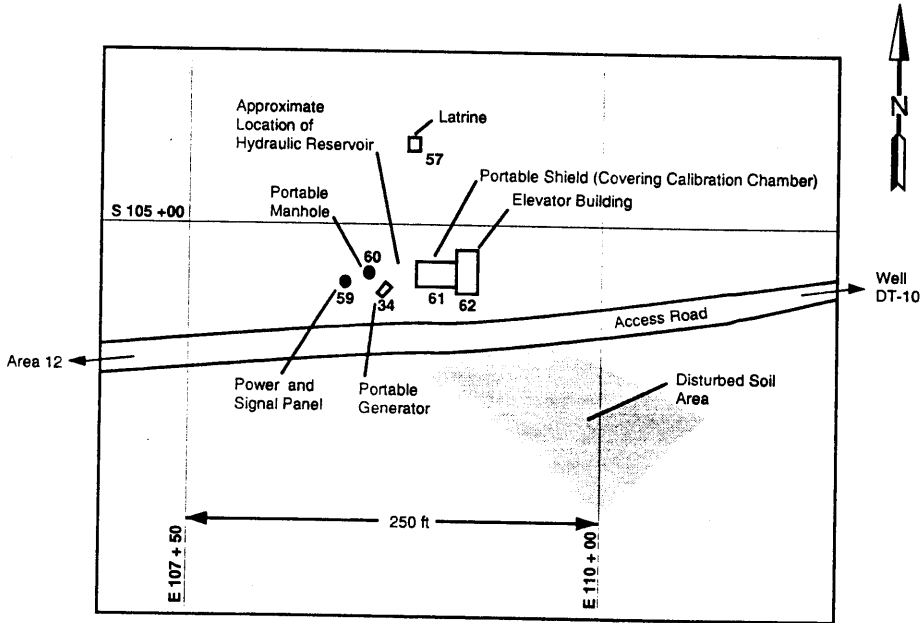 N
Approximate
Location of
Hydraulic Reservoir
Latrine
57
Portable Shield (Covering Calibration Chamber)
Elevator Building
Portable
Manhole
S 105 +00
60
59
34
61
62
Well
DT-10
Access Road
Area 12
Power and
Signal Panel
Portable
Generator
Disturbed Soil
Area
250 ft
E 107 + 50
E 110 + 00